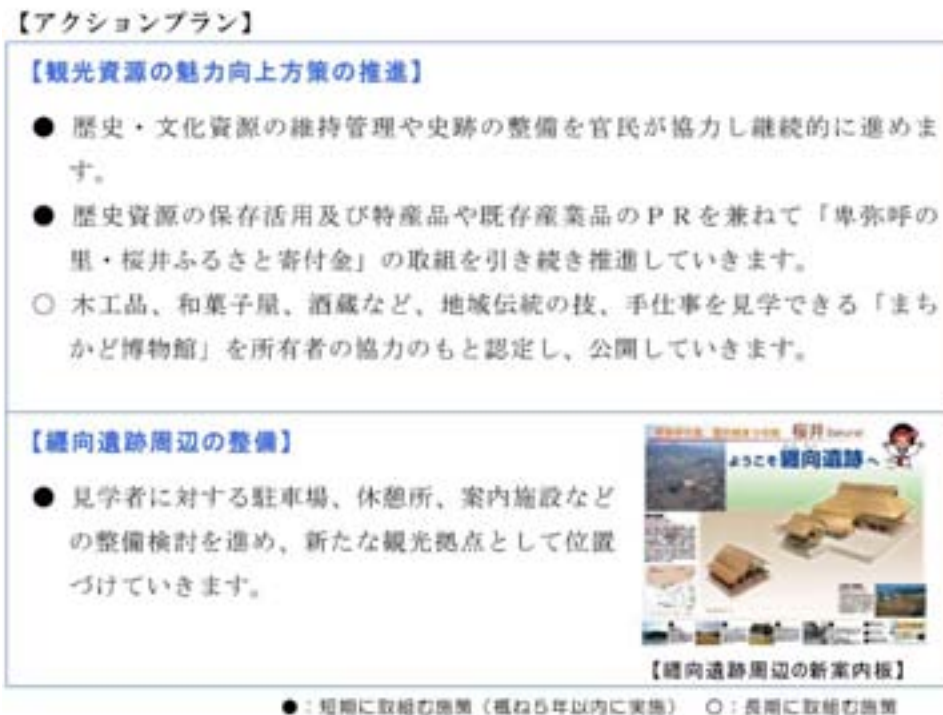 【アクションプラン】
【観光資源の魅力向上方策の推進】
● 歴史・文化資源の維持管理や史跡の整備を官民が協力し継続的に進めま
す。
● 歴史資源の保存活用及び特産品や既存産業品のＰＲを兼ねて「卑弥呼の
里・桜井ふるさと寄付金」の取組を引き続き推進していきます。
○ 木工品、和菓子屋、酒蔵など、地域伝統の技、手仕事を見学できる「まち
かど博物館」を所有者の協力のもと認定し、公開していきます。
【纒向遺跡周辺の整備】
● 見学者に対する駐車場、休憩所、案内施設など
の整備検討を進め、新たな観光拠点として位置
づけていきます。
桜井
ようこそ纒向遺跡へ
【纒向遺跡周辺の新案内板】
●：短期に取組む施策（概ね５年以内に実施） ○：長期に取組む施策